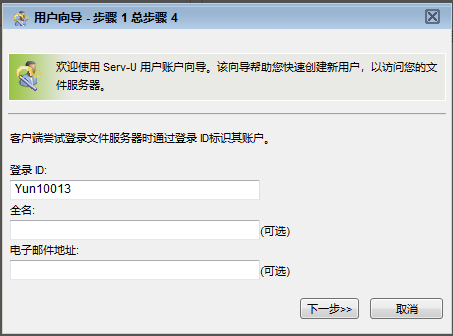 用户向导 - 步骤 1 总步骤 4
欢迎使用 Serv-U 用户账户向导。该向导帮助您快速创建新用户，以访问您的文
件服务器。
客户端尝试登录文件服务器时通过登录 ID标识其账户。
登录 ID:
Yun10013
全名:
(可选)
电子邮件地址:
(可选)
下一步>> 取消